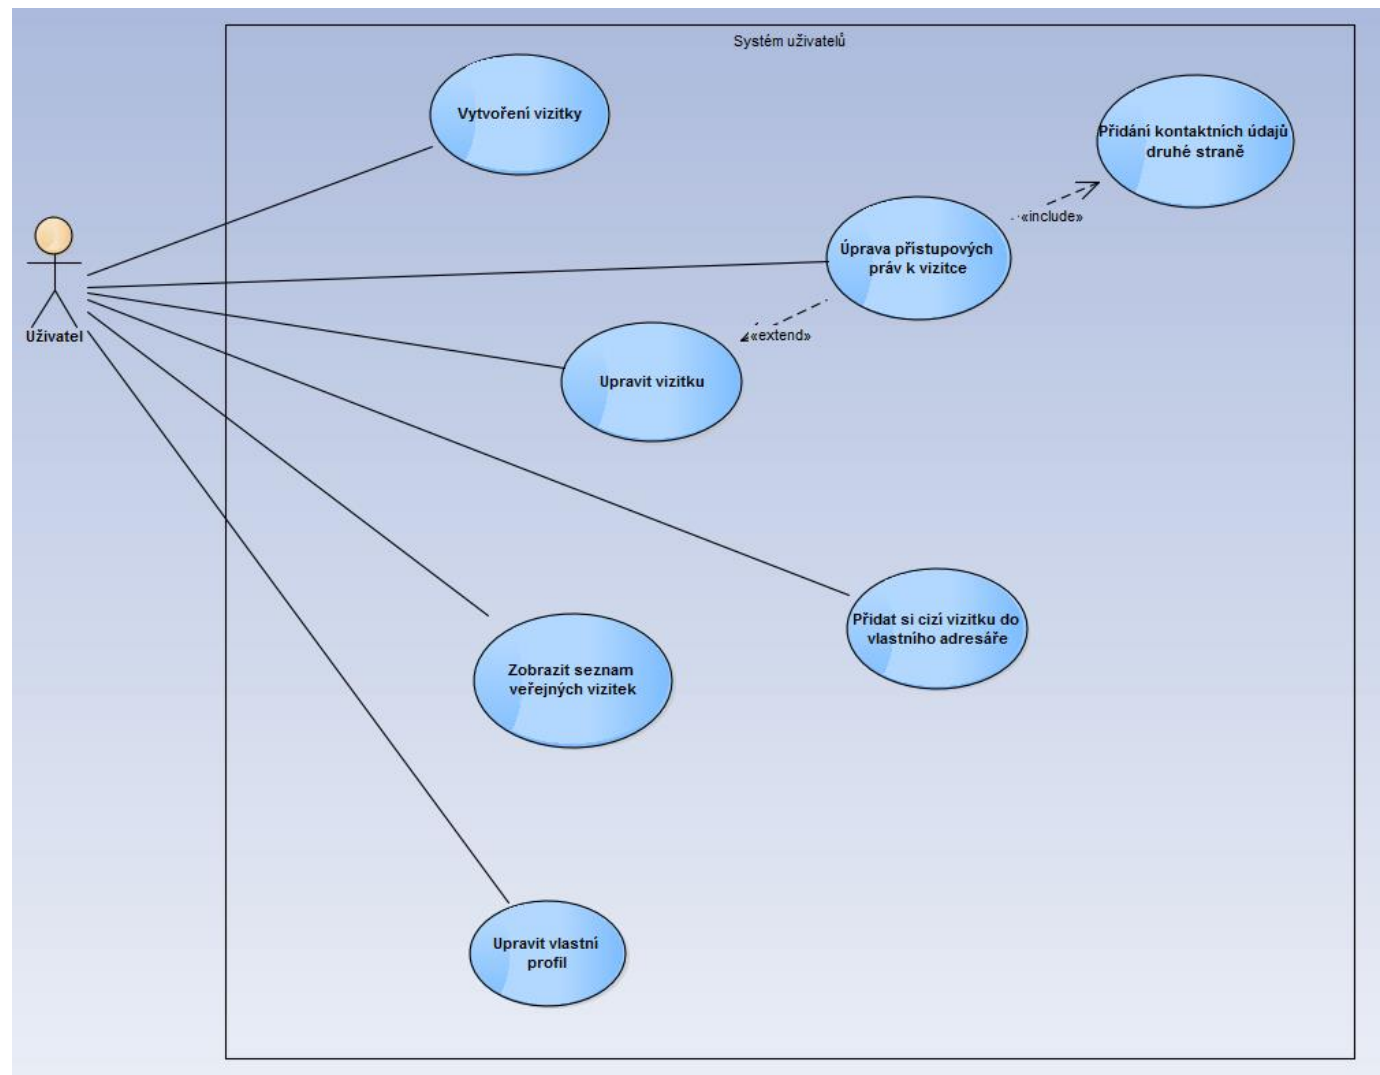 Systém uživatelů
Vytvoření vizitky
Přidání kontaktních údajů
druhé straně
«include»
Úprava přístupových
práv k vizitce
«extend»
Uživatel
Upravit vizitku
Přidat si cizí vizitku do
vlastního adresáře
Zobrazit seznam
veřejných vizitek
Upravit vlastní
profil